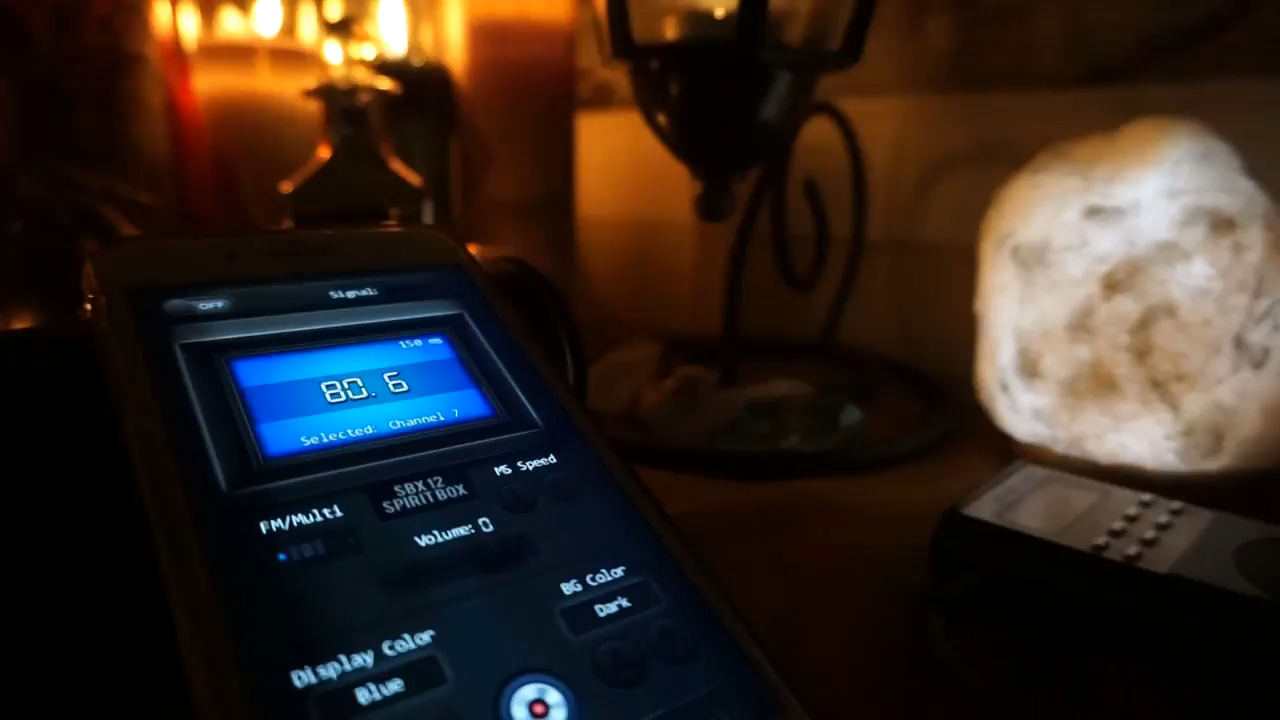 OFF
Signal:
150
80.6
Selected: Channel 7
MS Speed
SBX 12
SPIRIT BOX
FM/Multi
Volume: 0
BG Color
Dark
Display Color
Blue